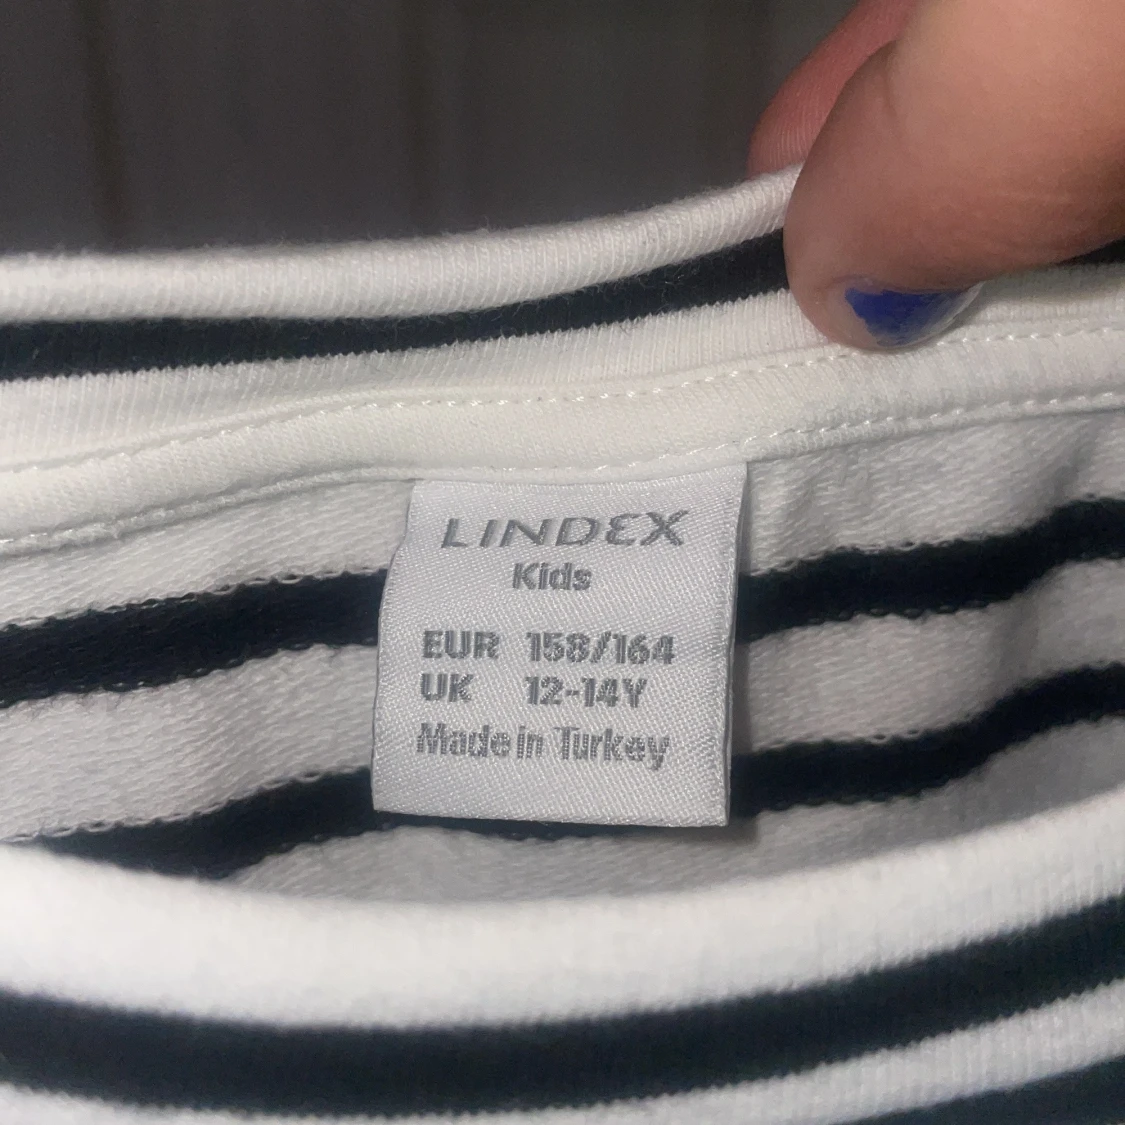 LINDEX
Kids
EUR 158/164
UK 12-14Y
Made in Turkey